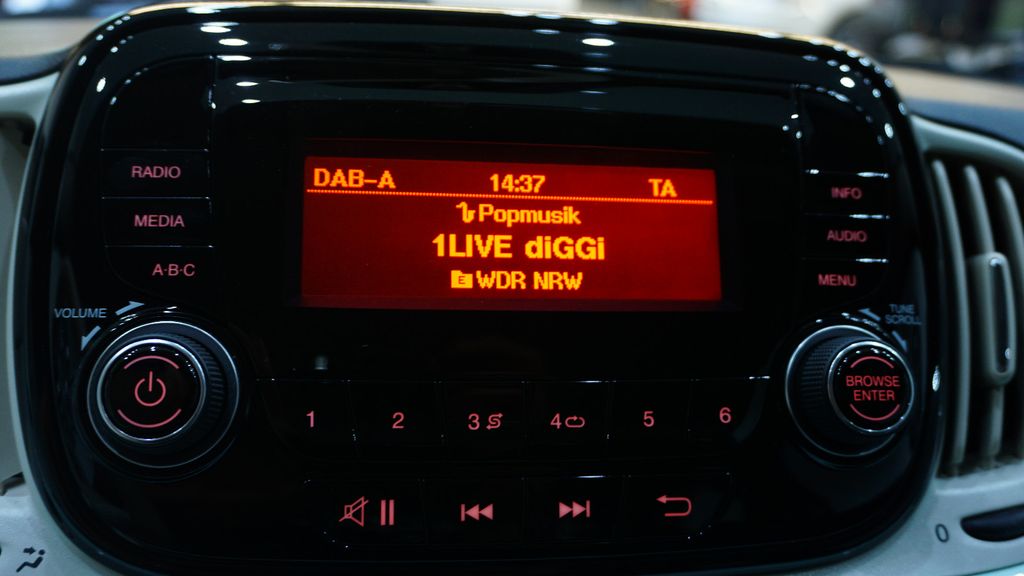 RADIO
MEDIA
A-B-C
VOLUME
DAB-A 14:37 TA
Popmusik
1LIVE diGGi
E WDR NRW
INFO
AUDIO
MENU
TUNE
SCROLL
BROWSE
ENTER
1 2 3 4 5 6
0